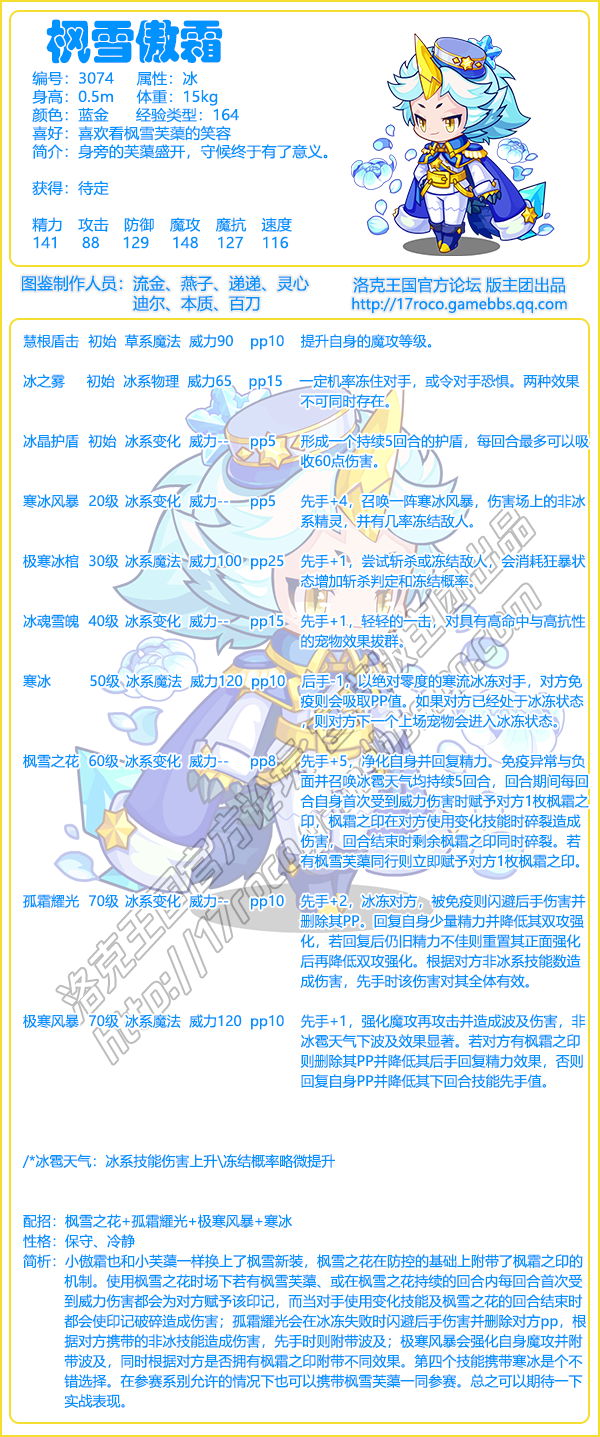 枫雪傲霜
编号：3074 属性：冰
身高：0.5m 体重：15kg
颜色：蓝金 经验类型：164
喜好：喜欢看枫雪芙蕖的笑容
简介：身旁的芙蕖盛开，守候终于有了意义。
获得：待定
精力 攻击 防御 魔攻 魔抗 速度
141 88 129 148 127 116
图鉴制作人员：流金、燕子、递递、灵心
迪尔、本质、百刀
洛克王国官方论坛 版主团出品
http://17roco.gamebbs.qq.com
慧根盾击 初始 草系魔法 威力90 pp10 提升自身的魔攻等级。
冰之雾 初始 冰系物理 威力65 pp15 一定机率冻住对手，或令对手恐惧。两种效果
不可同时存在。
冰晶护盾 初始 冰系变化 威力-- pp5 形成一个持续5回合的护盾，每回合最多可以吸
收60点伤害。
寒冰风暴 20级 冰系变化 威力-- pp5 先手+4，召唤一阵寒冰风暴，伤害场上的非冰
系精灵，并有几率冻结敌人。
极寒冰棺 30级 冰系魔法 威力100 pp25 先手+1，尝试斩杀或冻结敌人，会消耗狂暴状
态增加斩杀判定和冻结概率。
冰魂雪魄 40级 冰系变化 威力-- pp15 先手+1，轻轻的一击，对具有高命中与高抗性
的宠物效果拔群。
寒冰 50级 冰系魔法 威力120 pp10 后手-1，以绝对零度的寒流冰冻对手，对方免
疫则会吸取PP值。如果对方已经处于冰冻状态
，则对方下一个上场宠物会进入冰冻状态。
枫雪之花 60级 冰系变化 威力-- pp8 先手+5，净化自身并回复精力、免疫异常与负
面并召唤冰雹天气均持续5回合，回合期间每回
合自身首次受到威力伤害时赋予对方1枚枫霜之
印，枫霜之印在对方使用变化技能时碎裂造成
伤害，回合结束时剩余枫霜之印同时碎裂。若
有枫雪芙蕖同行则立即赋予对方1枚枫霜之印。
孤霜耀光 70级 冰系变化 威力-- pp10 先手+2，冰冻对方，被免疫则闪避后手伤害并
删除其PP。回复自身少量精力并降低其双攻强
化，若回复后仍旧精力不佳则重置其正面强化
后再降低双攻强化。根据对方非冰系技能数造
成伤害，先手时该伤害对其全体有效。
极寒风暴 70级 冰系魔法 威力120 pp10 先手+1，强化魔攻再攻击并造成波及伤害，非
冰雹天气下波及效果显著。若对方有枫霜之印
则删除其PP并降低其后手回复精力效果，否则
回复自身PP并降低其下回合技能先手值。
/*冰雹天气：冰系技能伤害上升\冻结概率略微提升
配招：枫雪之花+孤霜耀光+极寒风暴+寒冰
性格：保守、冷静
简析：小傲霜也和小芙蕖一样换上了枫雪新装，枫雪之花在防控的基础上附带了枫霜之印的
机制。使用枫雪之花时场下若有枫雪芙蕖、或在枫雪之花持续的回合内每回合首次受
到威力伤害都会为对方赋予该印记，而当对手使用变化技能及枫雪之花的回合结束时
都会使印记破碎造成伤害；孤霜耀光会在冰冻失败时闪避后手伤害并删除对方pp，根
据对方携带的非冰技能造成伤害，先手时则附带波及；极寒风暴会强化自身魔攻并附
带波及，同时根据对方是否拥有枫霜之印附带不同效果。第四个技能携带寒冰是个不
错选择。在参赛系别允许的情况下也可以携带枫雪芙蕖一同参赛。总之可以期待一下
实战表现。
洛克王国官方论坛 版主团出品
http://17roco.gamebbs.qq.com